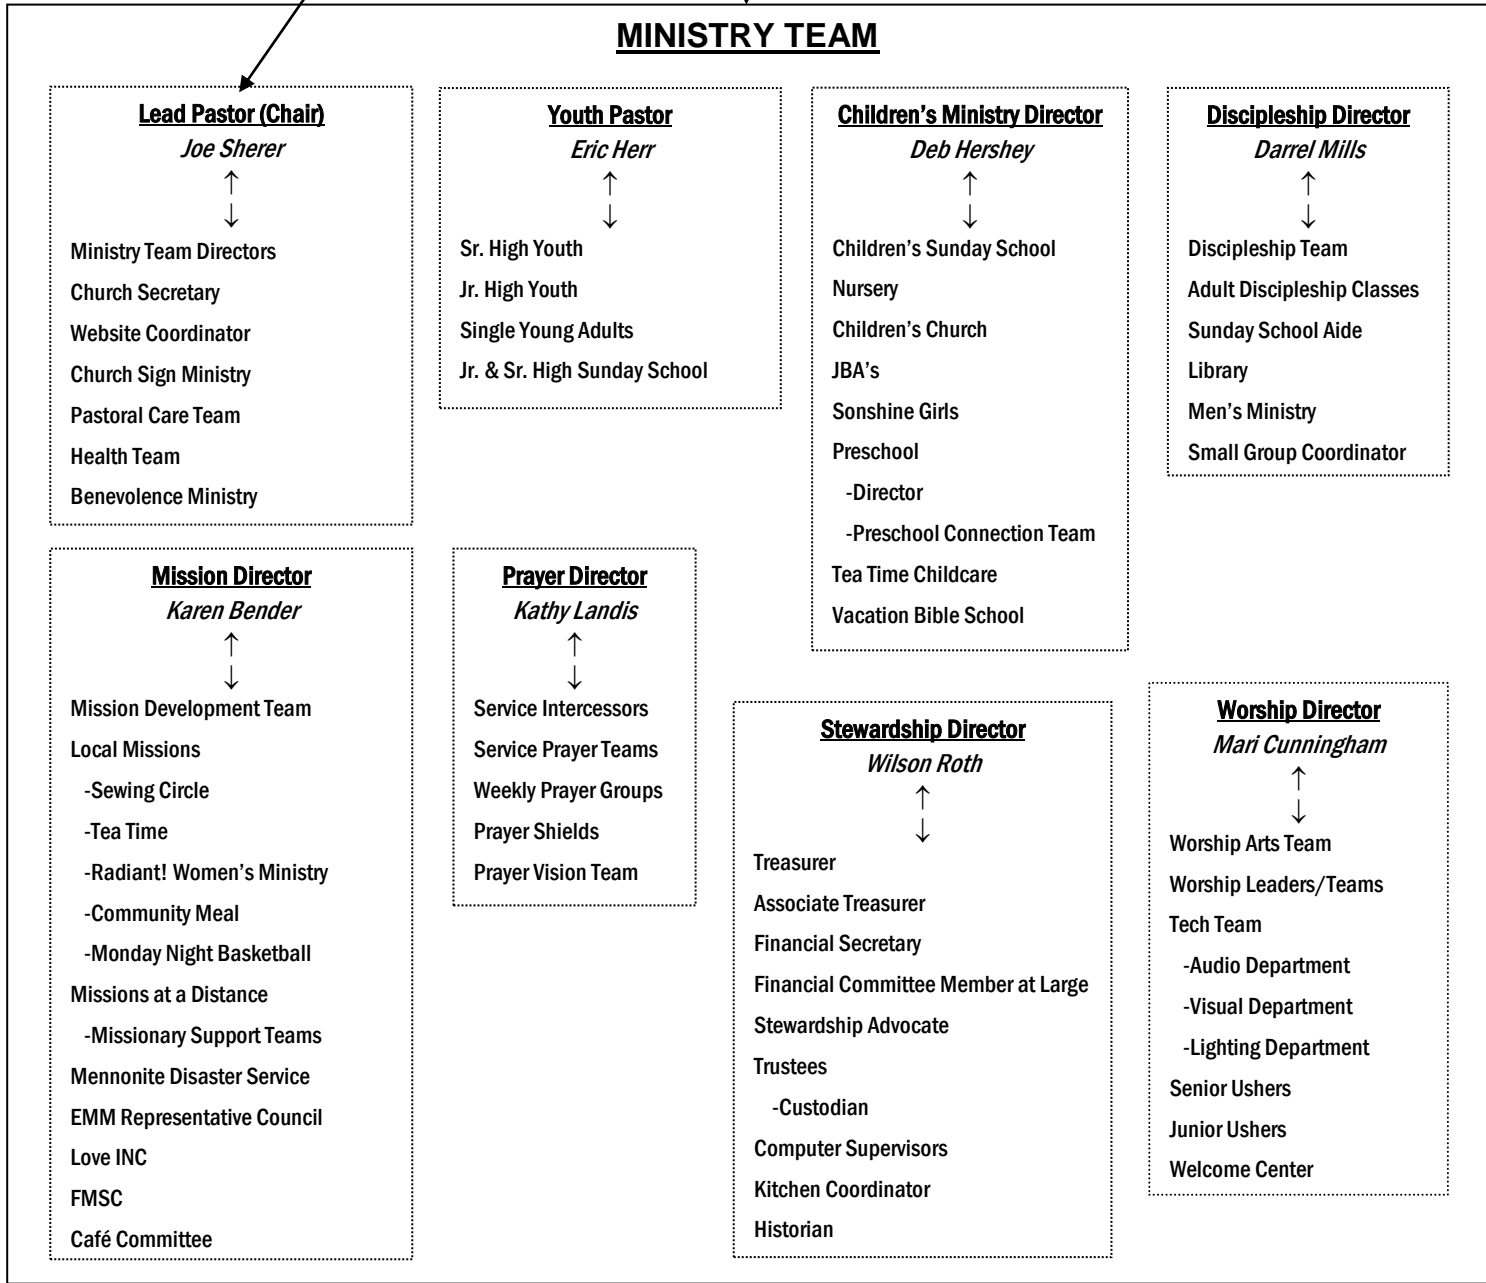 MINISTRY TEAM
Lead Pastor (Chair)
Joe Sherer
Ministry Team Directors
Church Secretary
Website Coordinator
Church Sign Ministry
Pastoral Care Team
Health Team
Benevolence Ministry
Youth Pastor
Eric Herr
Sr. High Youth
Jr. High Youth
Single Young Adults
Jr. & Sr. High Sunday School
Children's Ministry Director
Deb Hershey
Children's Sunday School
Nursery
Children's Church
JBA's
Sonshine Girls
Preschool
-Director
-Preschool Connection Team
Tea Time Childcare
Vacation Bible School
Discipleship Director
Darrel Mills
Discipleship Team
Adult Discipleship Classes
Sunday School Aide
Library
Men's Ministry
Small Group Coordinator
Mission Director
Karen Bender
Mission Development Team
Local Missions
-Sewing Circle
-Tea Time
-Radiant! Women's Ministry
-Community Meal
-Monday Night Basketball
Missions at a Distance
-Missionary Support Teams
Mennonite Disaster Service
EMM Representative Council
Love INC
FMSC
Café Committee
Prayer Director
Kathy Landis
Service Intercessors
Service Prayer Teams
Weekly Prayer Groups
Prayer Shields
Prayer Vision Team
Stewardship Director
Wilson Roth
Treasurer
Associate Treasurer
Financial Secretary
Financial Committee Member at Large
Stewardship Advocate
Trustees
-Custodian
Computer Supervisors
Kitchen Coordinator
Historian
Worship Director
Mari Cunningham
Worship Arts Team
Worship Leaders/Teams
Tech Team
-Audio Department
-Visual Department
-Lighting Department
Senior Ushers
Junior Ushers
Welcome Center